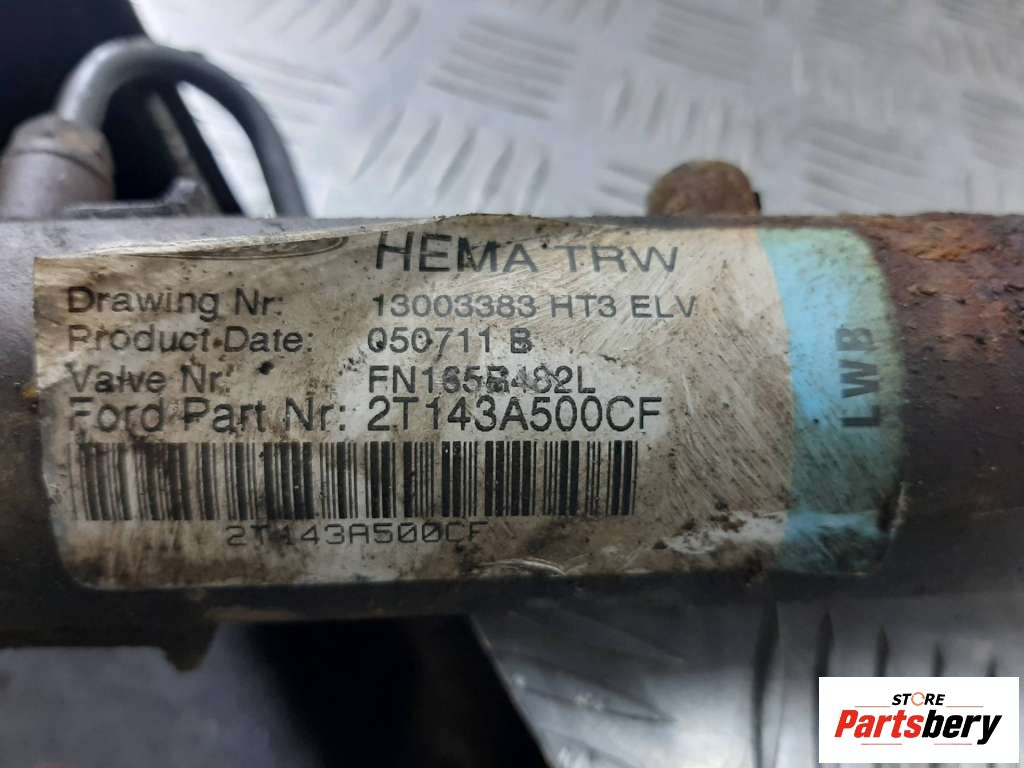 HEMA TRW
Drawing Nr: 13003383 HT3 ELV
Product Date: 050711 B
Valve Nr.
Ford Part Nr: 2T143A500CF
2T143A500CF
LWB
STORE
Partsbery